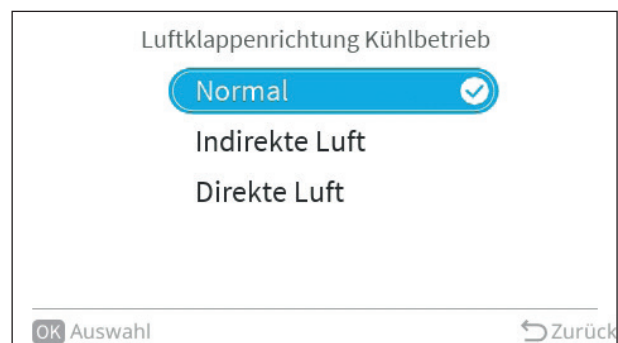 Luftklappenrichtung Kühlbetrieb
Normal
Indirekte Luft
Direkte Luft
OK Auswahl Zurück